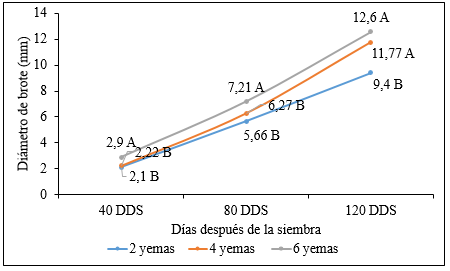 Diámetro de brote (mm)
14
12
10
8
6
4
2
0
2,9 A
2,22 B
2,1 B
7,21 A
6,27 B
5,66 B
12,6 A
11,77 A
9,4 B
40 DDS 80 DDS 120 DDS
Días después de la siembra
2 yemas 4 yemas 6 yemas